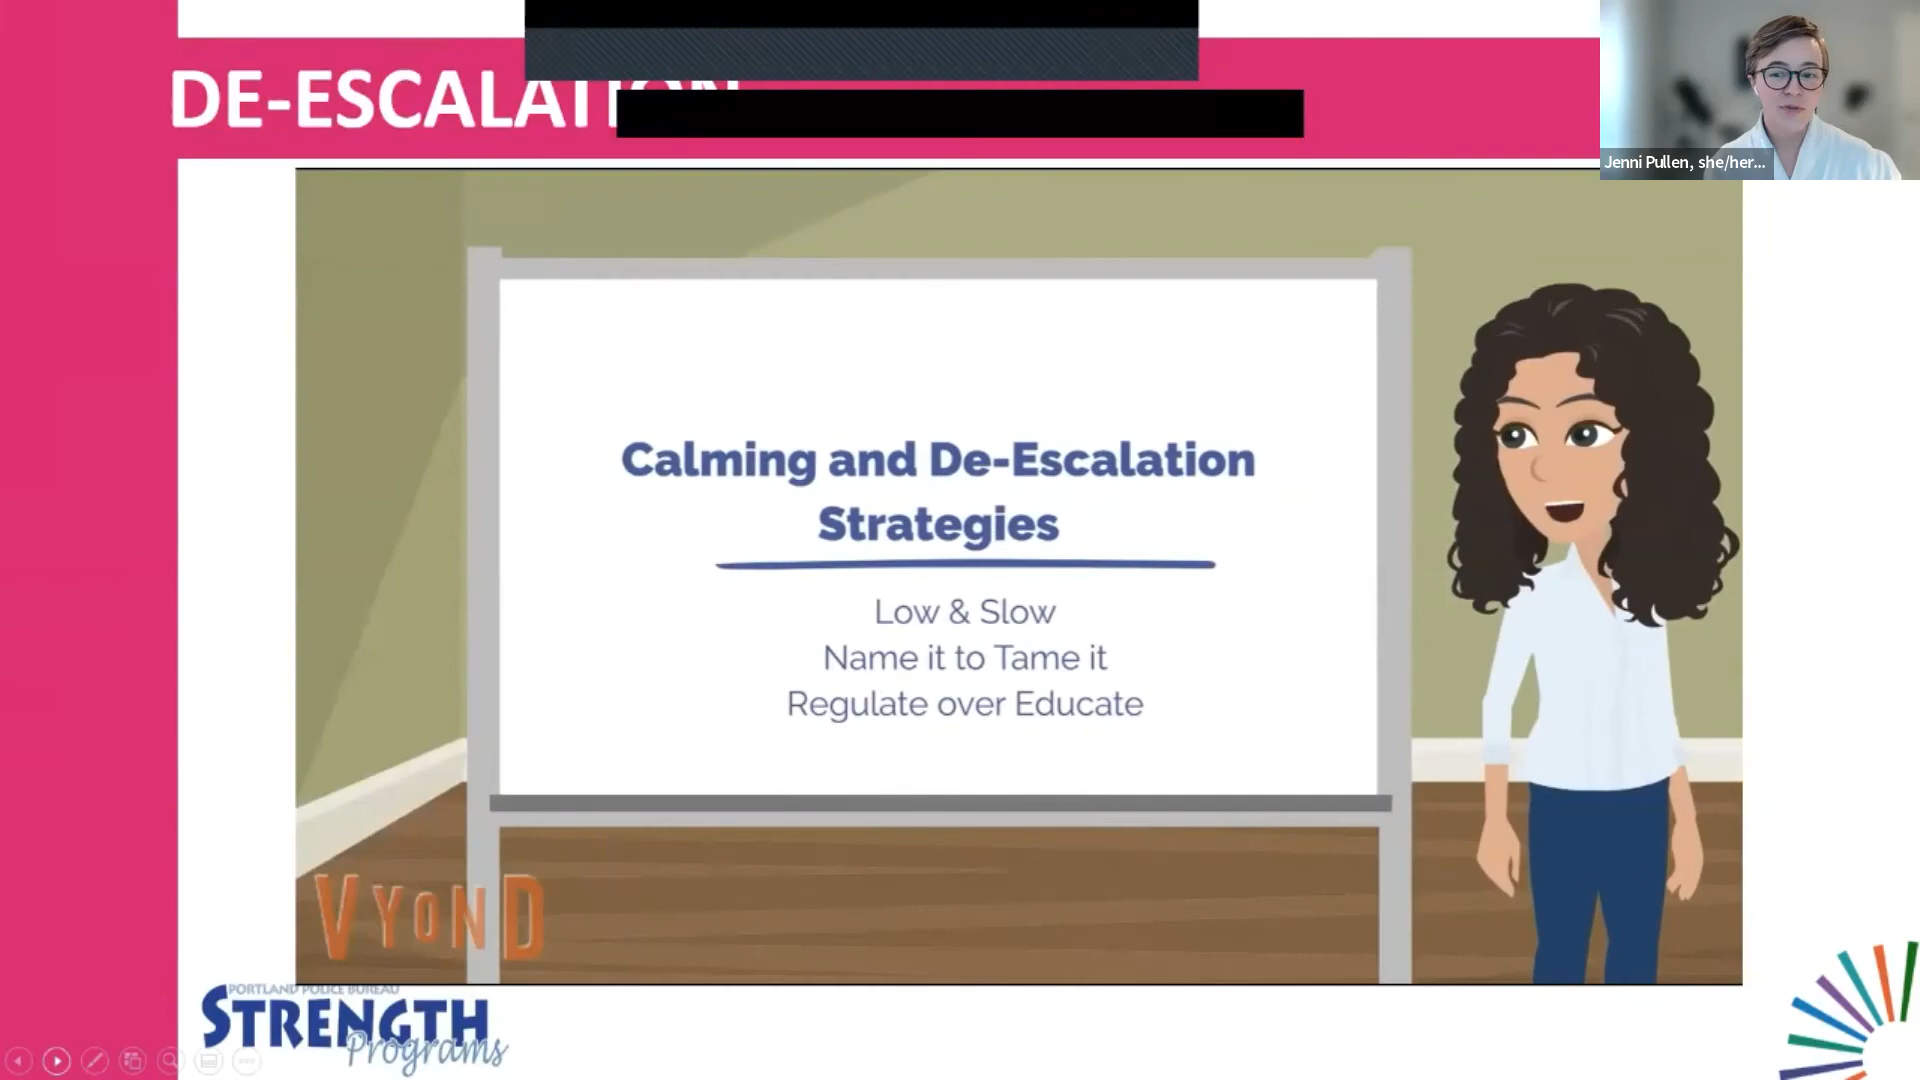 DE-ESCALATION
Jenni Pullen, she/her...
Calming and De-Escalation
Strategies
Low & Slow
Name it to Tame it
Regulate over Educate
VYOND
PORTLAND POLICE BUREAU
STRENGTH
Programs